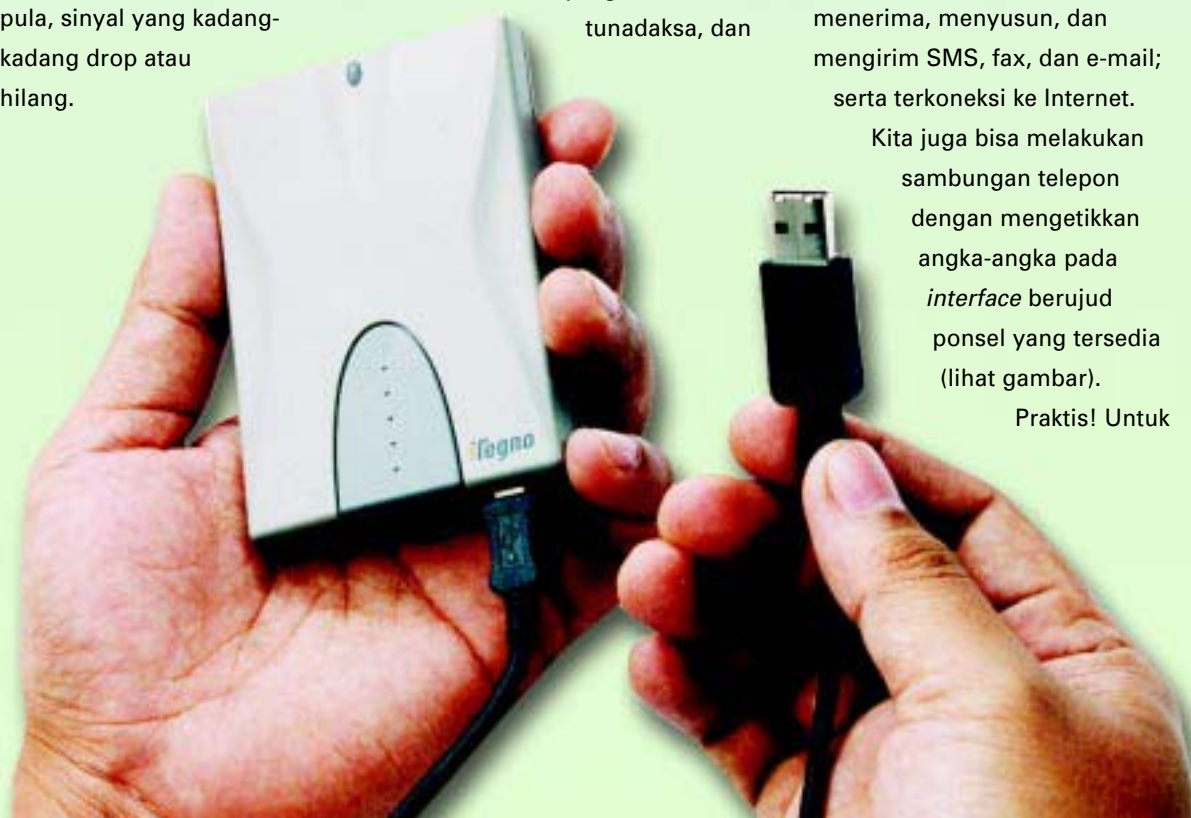 pula, sinyal yang kadang-
kadang drop atau
hilang.
tunadaksa, dan
menerima, menyusun, dan
mengirim SMS, fax, dan e-mail;
serta terkoneksi ke Internet.
Kita juga bisa melakukan
sambungan telepon
dengan mengetikkan
angka-angka pada
interface berujud
ponsel yang tersedia
(lihat gambar).
Praktis! Untuk
iTegno